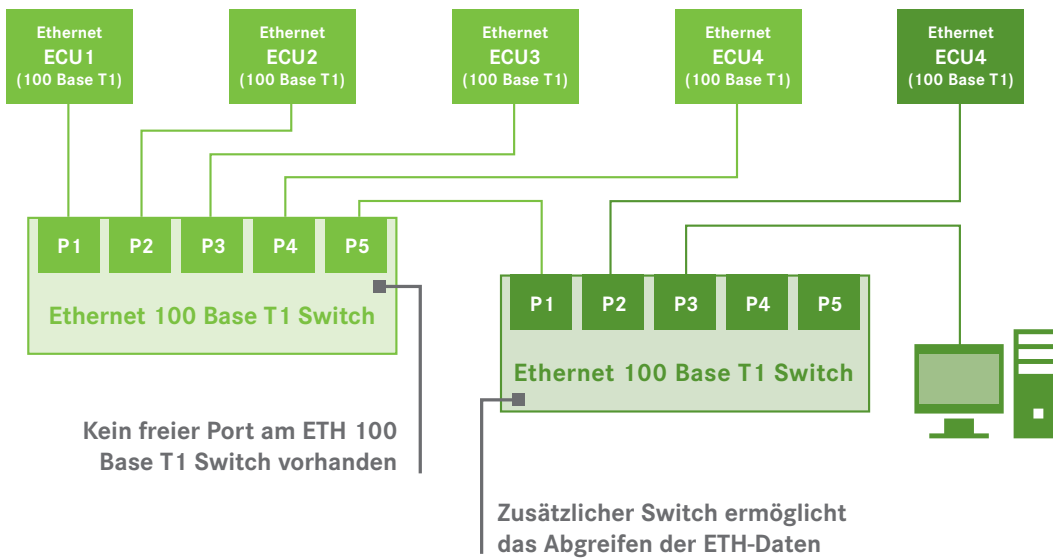 Ethernet
ECU1
(100 Base T1)
Ethernet
ECU2
(100 Base T1)
Ethernet
ECU3
(100 Base T1)
Ethernet
ECU4
(100 Base T1)
Ethernet
ECU4
(100 Base T1)
P1 P2 P3 P4 P5
Ethernet 100 Base T1 Switch
P1 P2 P3 P4 P5
Ethernet 100 Base T1 Switch
Kein freier Port am ETH 100
Base T1 Switch vorhanden
Zusätzlicher Switch ermöglicht
das Abgreifen der ETH-Daten